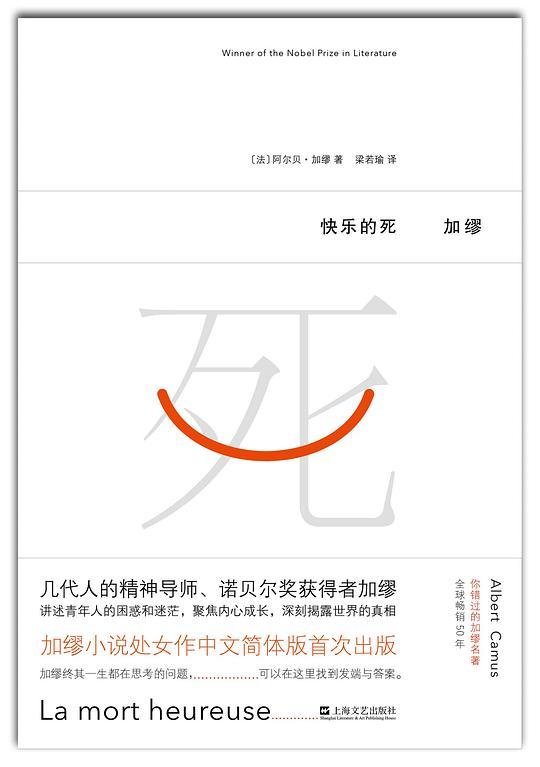 Winner of the Nobel Prize in Literature
〔法〕阿尔贝·加缪 著 梁若瑜 译
快乐的死 加缪
死
几代人的精神导师、诺贝尔奖获得者加缪
讲述青年人的困惑和迷茫，聚焦内心成长，深刻揭露世界的真相
加缪小说处女作中文简体版首次出版
加缪终其一生都在思考的问题，..................可以在这里找到发端与答案。
La mort heureuse............
上海文艺出版社
Shanghai Literature & Art Publishing House
Albert Camus
你错过的加缪名著
全球畅销50年